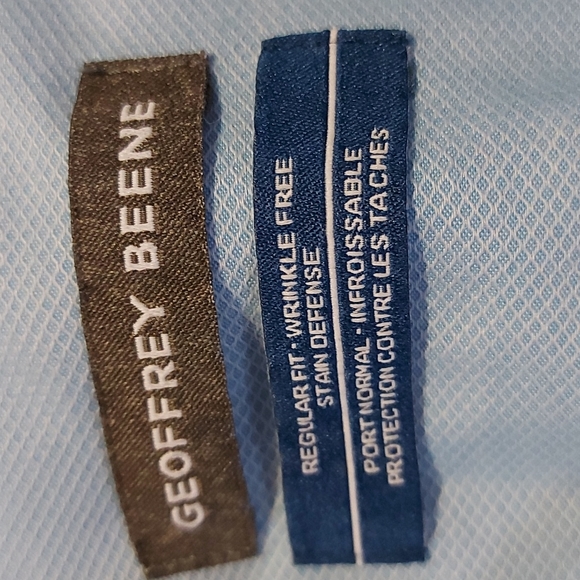 GEOFFREY BEENE
REGULAR FIT · WRINKLE FREE
STAIN DEFENSE
PORT NORMAL · INFROISSABLE
PROTECTION CONTRE LES TACHES